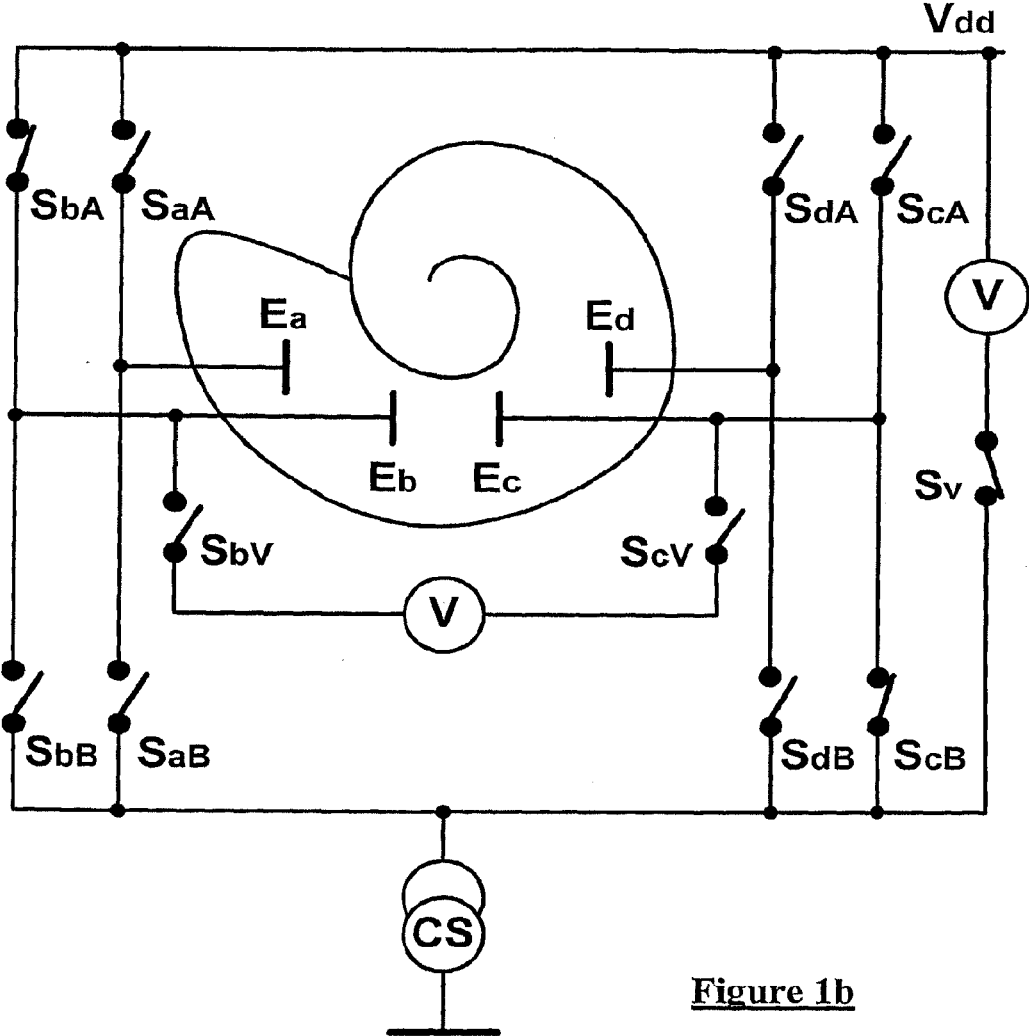 Vdd
SbA
SaA
SdA
ScA
V
Ea
Ed
Eb
Ec
Sv
SbV
ScV
V
SbB
SaB
SdB
ScB
CS
Figure 1b